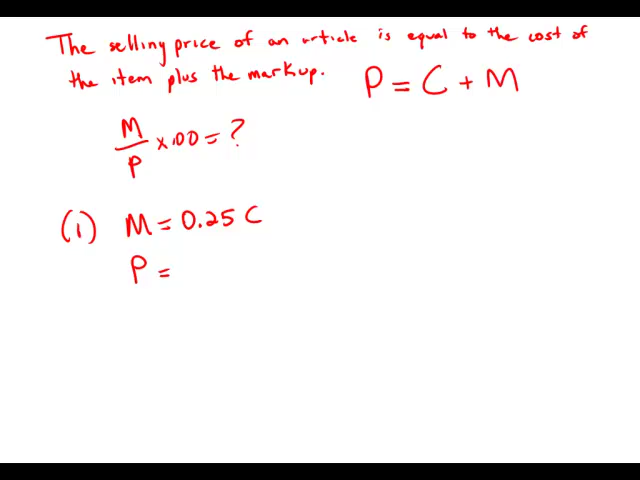 The selling price of an article is equal to the cost of
the item plus the markup. P = C + M
M/P × 100 = ?
(1) M = 0.25 C
P =